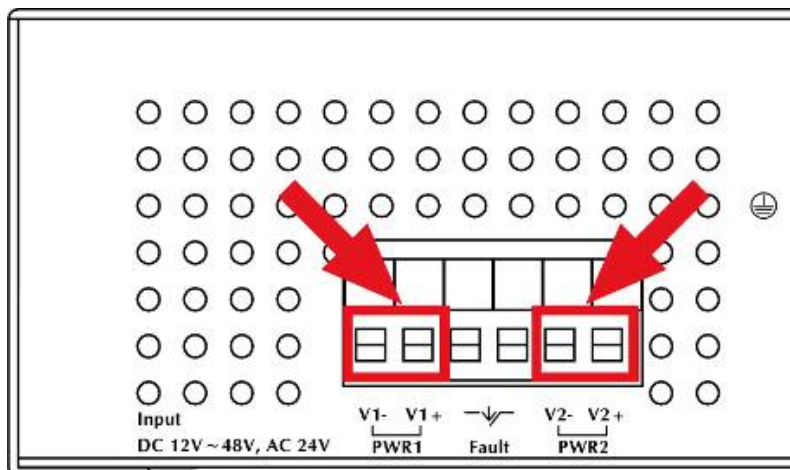 Input
V1- V1+ V2- V2+
DC 12V ~ 48V, AC 24V PWR1 Fault PWR2